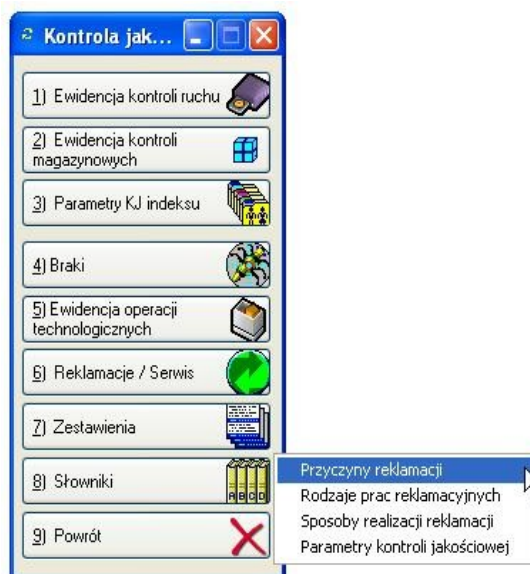 Kontrola jak...
1) Ewidencja kontroli ruchu
2) Ewidencja kontroli
magazynowych
3) Parametry KJ indeksu
4) Braki
5) Ewidencja operacji
technologicznych
6) Reklamacje / Serwis
7) Zestawienia
8) Słowniki
A B C D
9) Powrót
Przyczyny reklamacji
Rodzaje prac reklamacyjnych
Sposoby realizacji reklamacji
Parametry kontroli jakościowej